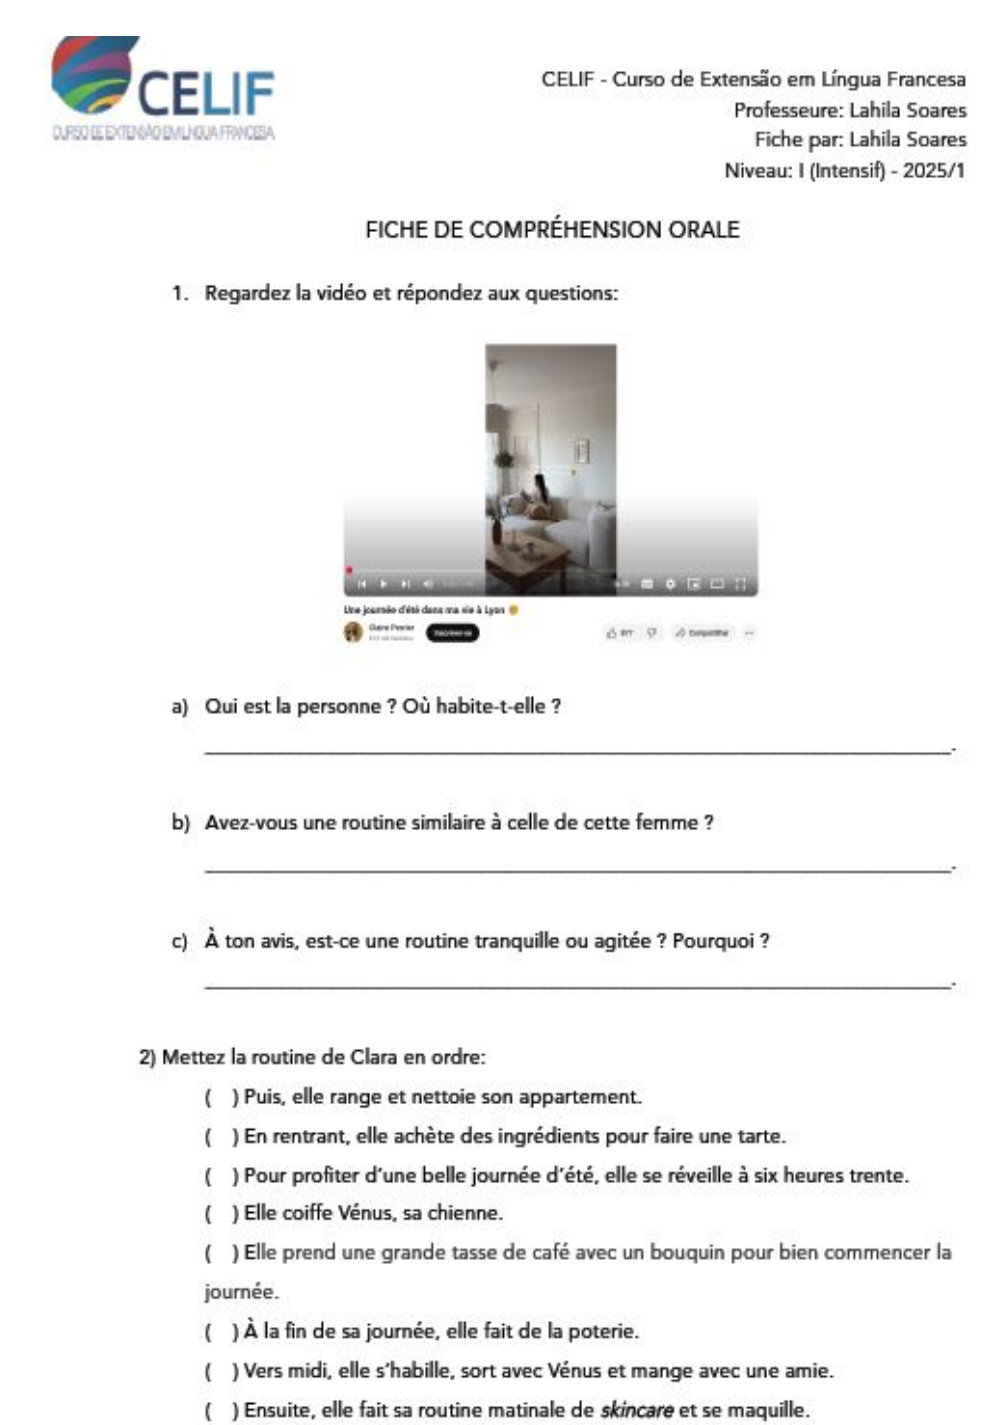 CELIF
CURSO DE EXTENSÃO EM LINGUA FRANCESA
CELIF - Curso de Extensão em Língua Francesa
Professeure: Lahila Soares
Fiche par: Lahila Soares
Niveau: I (Intensif) - 2025/1
FICHE DE COMPRÉHENSION ORALE
1. Regardez la vidéo et répondez aux questions:
Une journée d'été dans ma vie à Lyon
Claire Perrier
Inscrever-se
Compartilhar
a) Qui est la personne ? Où habite-t-elle ?
b) Avez-vous une routine similaire à celle de cette femme ?
c) À ton avis, est-ce une routine tranquille ou agitée ? Pourquoi ?
2) Mettez la routine de Clara en ordre:
( ) Puis, elle range et nettoie son appartement.
( ) En rentrant, elle achète des ingrédients pour faire une tarte.
( ) Pour profiter d'une belle journée d'été, elle se réveille à six heures trente.
( ) Elle coiffe Vénus, sa chienne.
( ) Elle prend une grande tasse de café avec un bouquin pour bien commencer la
journée.
( ) À la fin de sa journée, elle fait de la poterie.
( ) Vers midi, elle s'habille, sort avec Vénus et mange avec une amie.
( ) Ensuite, elle fait sa routine matinale de skincare et se maquille.